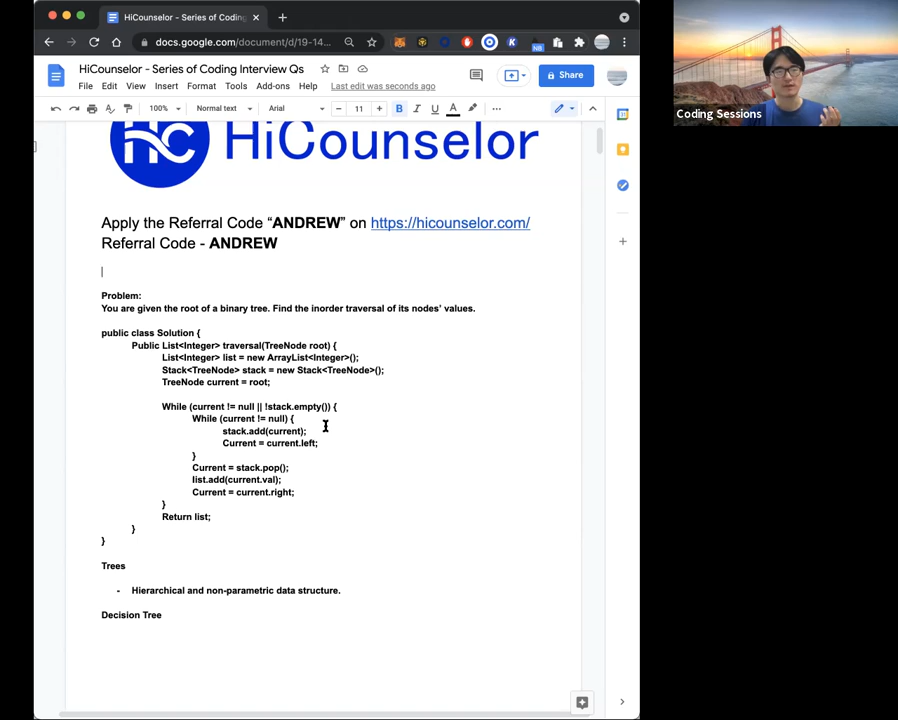 HiCounselor - Series of Coding
docs.google.com/document/d/19-14...
NB
HiCounselor - Series of Coding Interview Qs
Share
File Edit View Insert Format Tools Add-ons Help Last edit was seconds ago
100% Normal text Arial - 11 + B I U A
HC HiCounselor
Apply the Referral Code “ANDREW” on https://hicounselor.com/
Referral Code - ANDREW
Problem:
You are given the root of a binary tree. Find the inorder traversal of its nodes’ values.
public class Solution {
Public List<Integer> traversal(TreeNode root) {
List<Integer> list = new ArrayList<Integer>();
Stack<TreeNode> stack = new Stack<TreeNode>();
TreeNode current = root;
While (current != null || !stack.empty()) {
While (current != null) {
stack.add(current);
Current = current.left;
}
Current = stack.pop();
list.add(current.val);
Current = current.right;
}
Return list;
}
}
Trees
- Hierarchical and non-parametric data structure.
Decision Tree
Coding Sessions